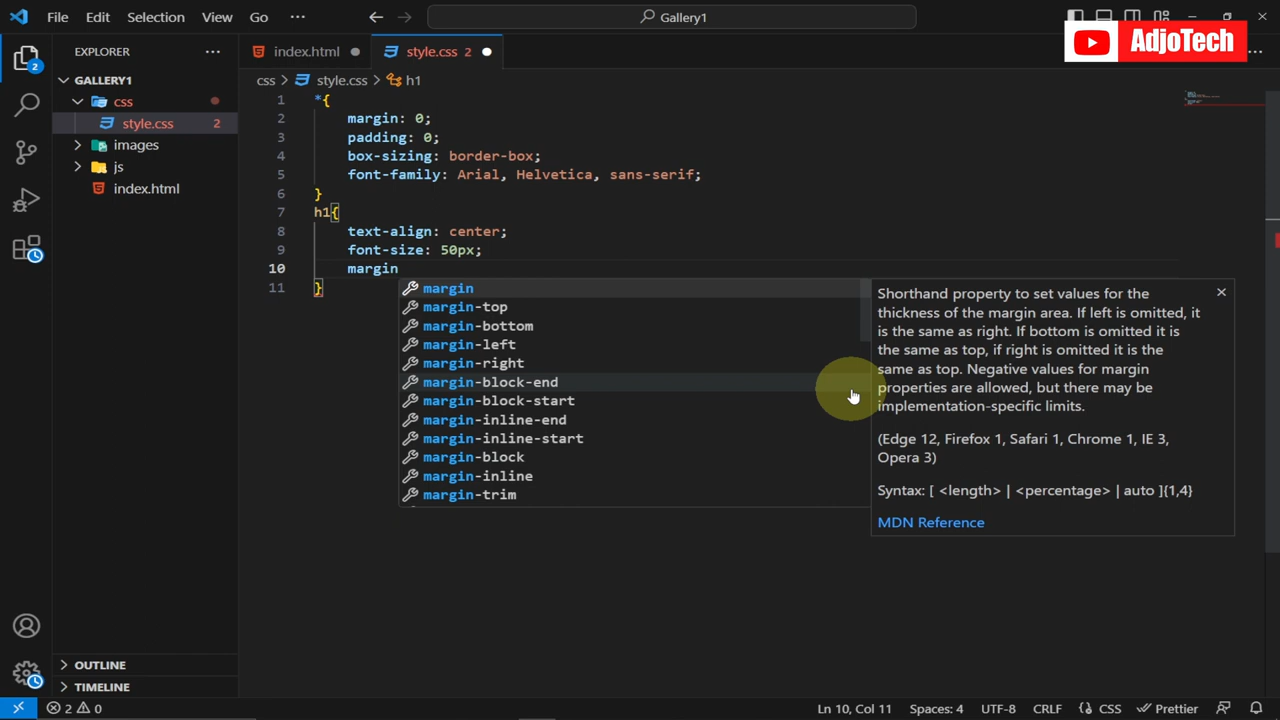 File Edit Selection View Go ··· Gallery1
AdjoTech
EXPLORER ···
GALLERY1
css
style.css 2
images
js
index.html
OUTLINE
TIMELINE
2
index.html style.css 2 ···
css > style.css > h1
1 *{
2 margin: 0;
3 padding: 0;
4 box-sizing: border-box;
5 font-family: Arial, Helvetica, sans-serif;
6 }
7 h1{
8 text-align: center;
9 font-size: 50px;
10 margin
11 }
margin
margin-top
margin-bottom
margin-left
margin-right
margin-block-end
margin-block-start
margin-inline-end
margin-inline-start
margin-block
margin-inline
margin-trim
Shorthand property to set values for the
thickness of the margin area. If left is omitted, it
is the same as right. If bottom is omitted it is
the same as top, if right is omitted it is the
same as top. Negative values for margin
properties are allowed, but there may be
implementation-specific limits.
(Edge 12, Firefox 1, Safari 1, Chrome 1, IE 3,
Opera 3)
Syntax: [ <length> | <percentage> | auto ]{1,4}
MDN Reference
2 0 Ln 10, Col 11 Spaces: 4 UTF-8 CRLF {} CSS Prettier